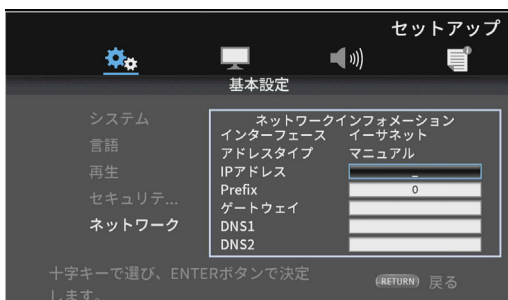 セットアップ
基本設定
システム
言語
再生
セキュリテ...
ネットワーク
ネットワークインフォメーション
インターフェース イーサネット
アドレスタイプ マニュアル
IPアドレス _
Prefix 0
ゲートウェイ
DNS1
DNS2
十字キーで選び、ENTERボタンで決定
します。
RETURN 戻る